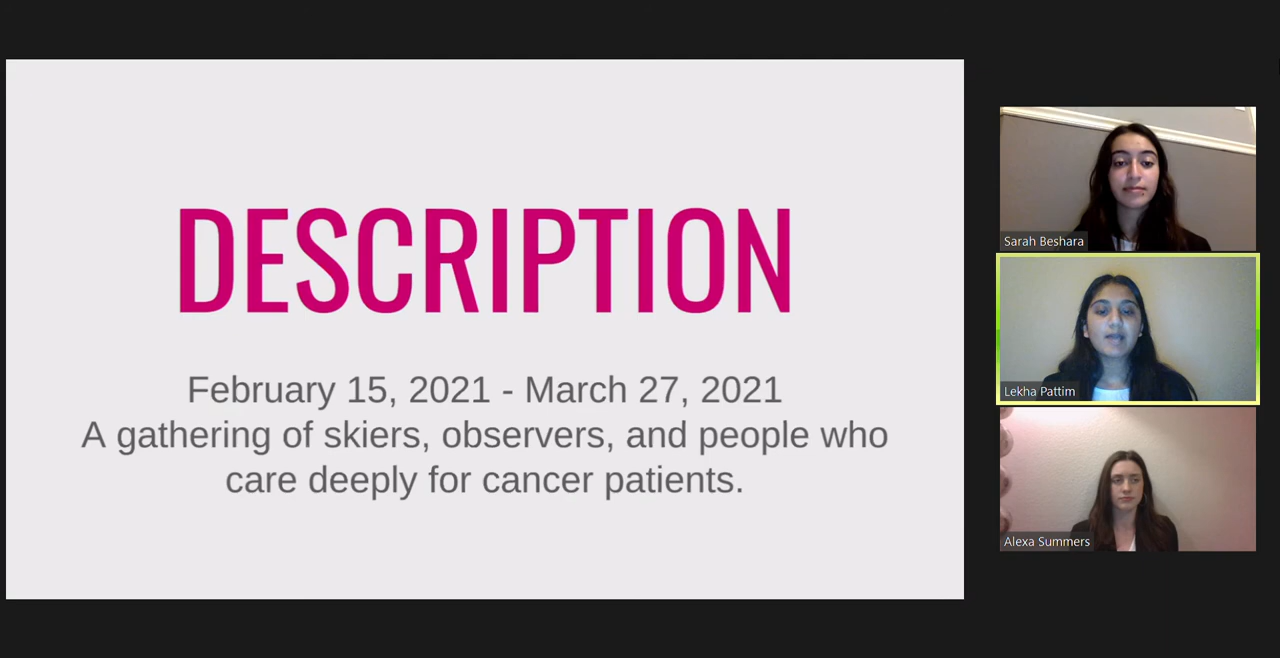 DESCRIPTION
February 15, 2021 - March 27, 2021
A gathering of skiers, observers, and people who
care deeply for cancer patients.
Sarah Beshara
Lekha Pattim
Alexa Summers